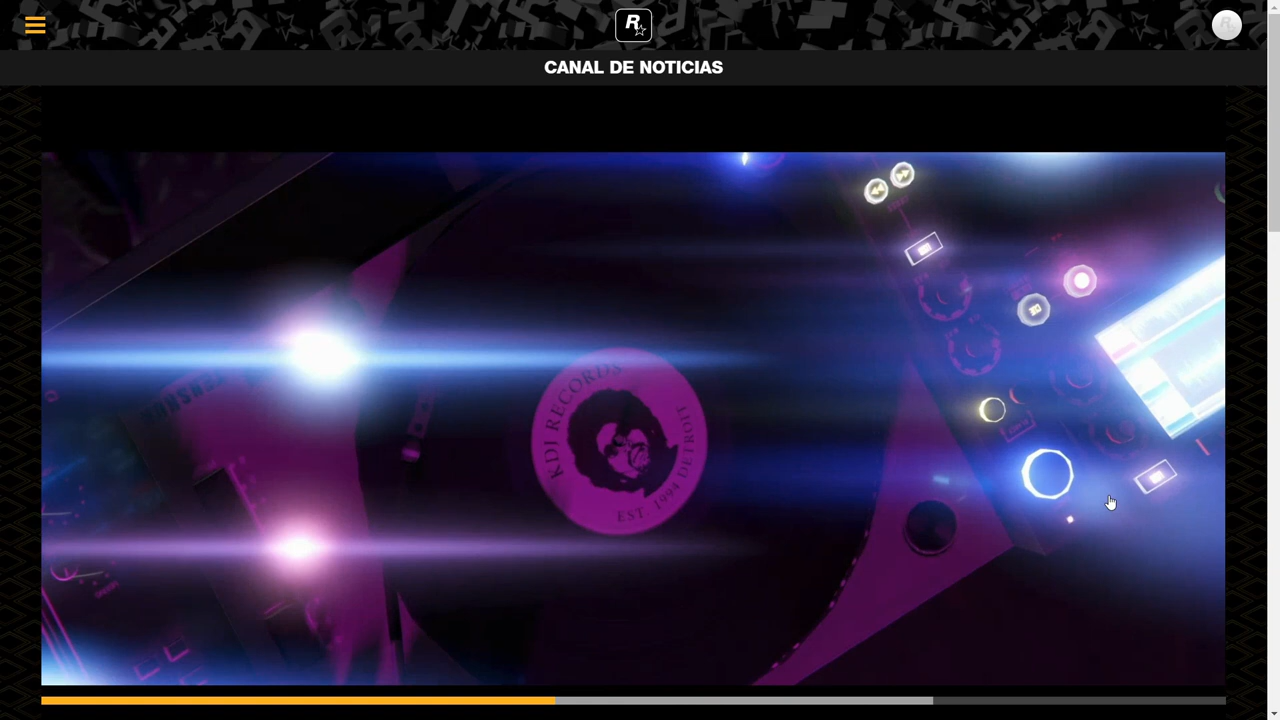 R
CANAL DE NOTICIAS
KDI RECORDS
EST. 1994 DETROIT